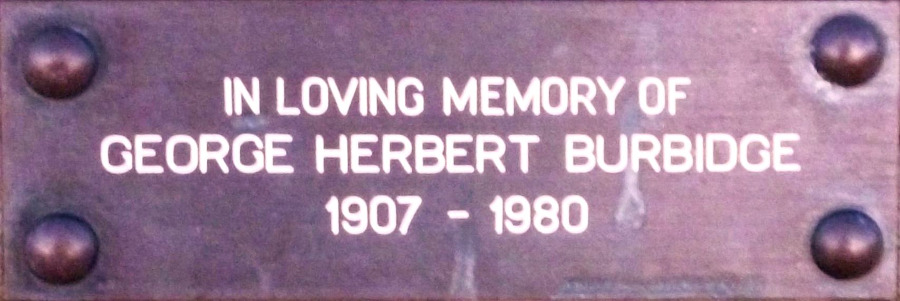 IN LOVING MEMORY OF
GEORGE HERBERT BURBIDGE
1907 - 1980